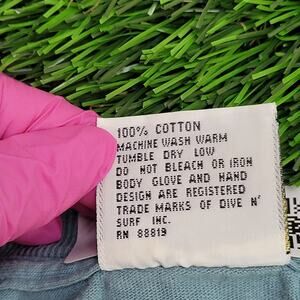 100% COTTON
MACHINE WASH WARM
TUMBLE DRY LOW
DO NOT BLEACH OR IRON
BODY GLOVE AND HAND
DESIGN ARE REGISTERED
TRADE MARKS OF DIVE N'
SURF INC.
RN 88819